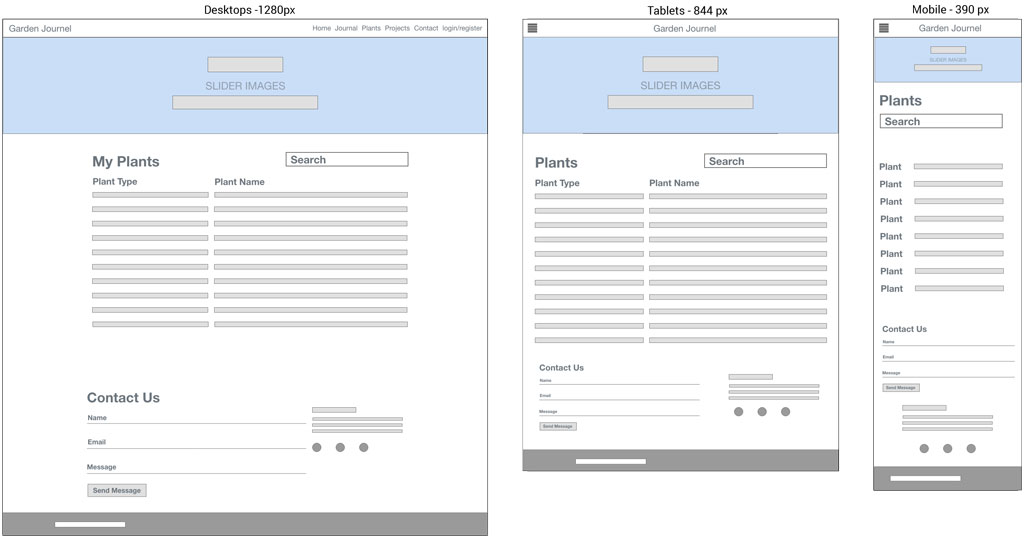 Desktops -1280px
Garden Journel
Home Journal Plants Projects Contact login/register
SLIDER IMAGES
My Plants
Search
Plant Type
Plant Name
Contact Us
Name
Email
Message
Send Message
Tablets - 844 px
Garden Journel
SLIDER IMAGES
Plants
Search
Plant Type
Plant Name
Contact Us
Name
Email
Message
Send Message
Mobile - 390 px
Garden Journel
SLIDER IMAGES
Plants
Search
Plant
Plant
Plant
Plant
Plant
Plant
Plant
Plant
Contact Us
Name
Email
Message
Send Message